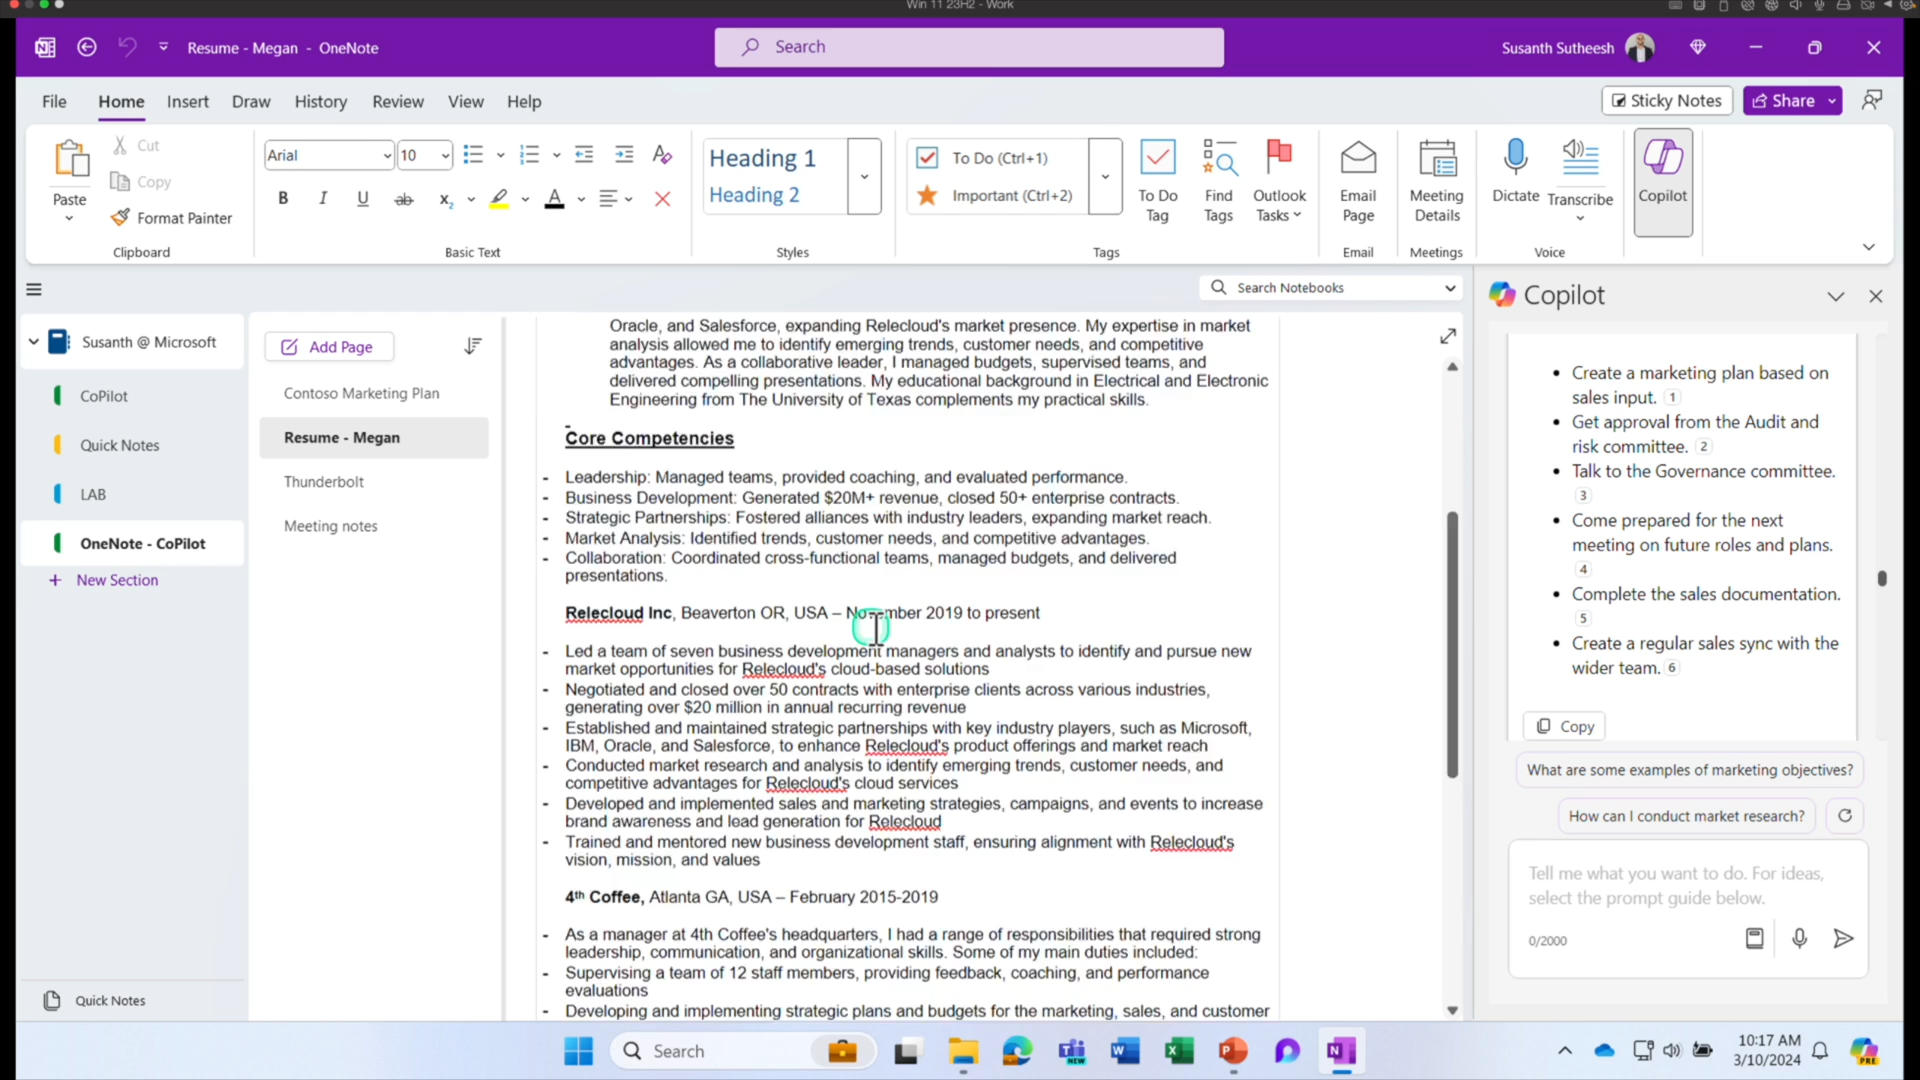 Win 11 23H2 - Work
Resume - Megan - OneNote
Search
Susanth Sutheesh
File
Home
Insert
Draw
History
Review
View
Help
Sticky Notes
Share
Paste
Cut
Copy
Format Painter
Clipboard
Arial
10
B
I
U
ab
X2
A
Basic Text
Heading 1
Heading 2
Styles
To Do (Ctrl+1)
Important (Ctrl+2)
To Do
Tag
Find
Tags
Outlook
Tasks
Tags
Email
Page
Email
Meeting
Details
Meetings
Dictate
Transcribe
Voice
Copilot
Search Notebooks
Susanth @ Microsoft
CoPilot
Quick Notes
LAB
OneNote - CoPilot
+ New Section
Quick Notes
Add Page
Contoso Marketing Plan
Resume - Megan
Thunderbolt
Meeting notes
Oracle, and Salesforce, expanding Relecloud's market presence. My expertise in market
analysis allowed me to identify emerging trends, customer needs, and competitive
advantages. As a collaborative leader, I managed budgets, supervised teams, and
delivered compelling presentations. My educational background in Electrical and Electronic
Engineering from The University of Texas complements my practical skills.
Core Competencies
- Leadership: Managed teams, provided coaching, and evaluated performance.
- Business Development: Generated $20M+ revenue, closed 50+ enterprise contracts.
- Strategic Partnerships: Fostered alliances with industry leaders, expanding market reach.
- Market Analysis: Identified trends, customer needs, and competitive advantages.
- Collaboration: Coordinated cross-functional teams, managed budgets, and delivered
presentations.
Relecloud Inc, Beaverton OR, USA – November 2019 to present
- Led a team of seven business development managers and analysts to identify and pursue new
market opportunities for Relecloud's cloud-based solutions
- Negotiated and closed over 50 contracts with enterprise clients across various industries,
generating over $20 million in annual recurring revenue
- Established and maintained strategic partnerships with key industry players, such as Microsoft,
IBM, Oracle, and Salesforce, to enhance Relecloud's product offerings and market reach
- Conducted market research and analysis to identify emerging trends, customer needs, and
competitive advantages for Relecloud's cloud services
- Developed and implemented sales and marketing strategies, campaigns, and events to increase
brand awareness and lead generation for Relecloud
- Trained and mentored new business development staff, ensuring alignment with Relecloud's
vision, mission, and values
4th Coffee, Atlanta GA, USA – February 2015-2019
- As a manager at 4th Coffee's headquarters, I had a range of responsibilities that required strong
leadership, communication, and organizational skills. Some of my main duties included:
- Supervising a team of 12 staff members, providing feedback, coaching, and performance
evaluations
- Developing and implementing strategic plans and budgets for the marketing, sales, and customer
Copilot
• Create a marketing plan based on
sales input. 1
• Get approval from the Audit and
risk committee. 2
• Talk to the Governance committee.
3
• Come prepared for the next
meeting on future roles and plans.
4
• Complete the sales documentation.
5
• Create a regular sales sync with the
wider team. 6
Copy
What are some examples of marketing objectives?
How can I conduct market research?
Tell me what you want to do. For ideas,
select the prompt guide below.
0/2000
Search
NEW
10:17 AM
3/10/2024
PRE